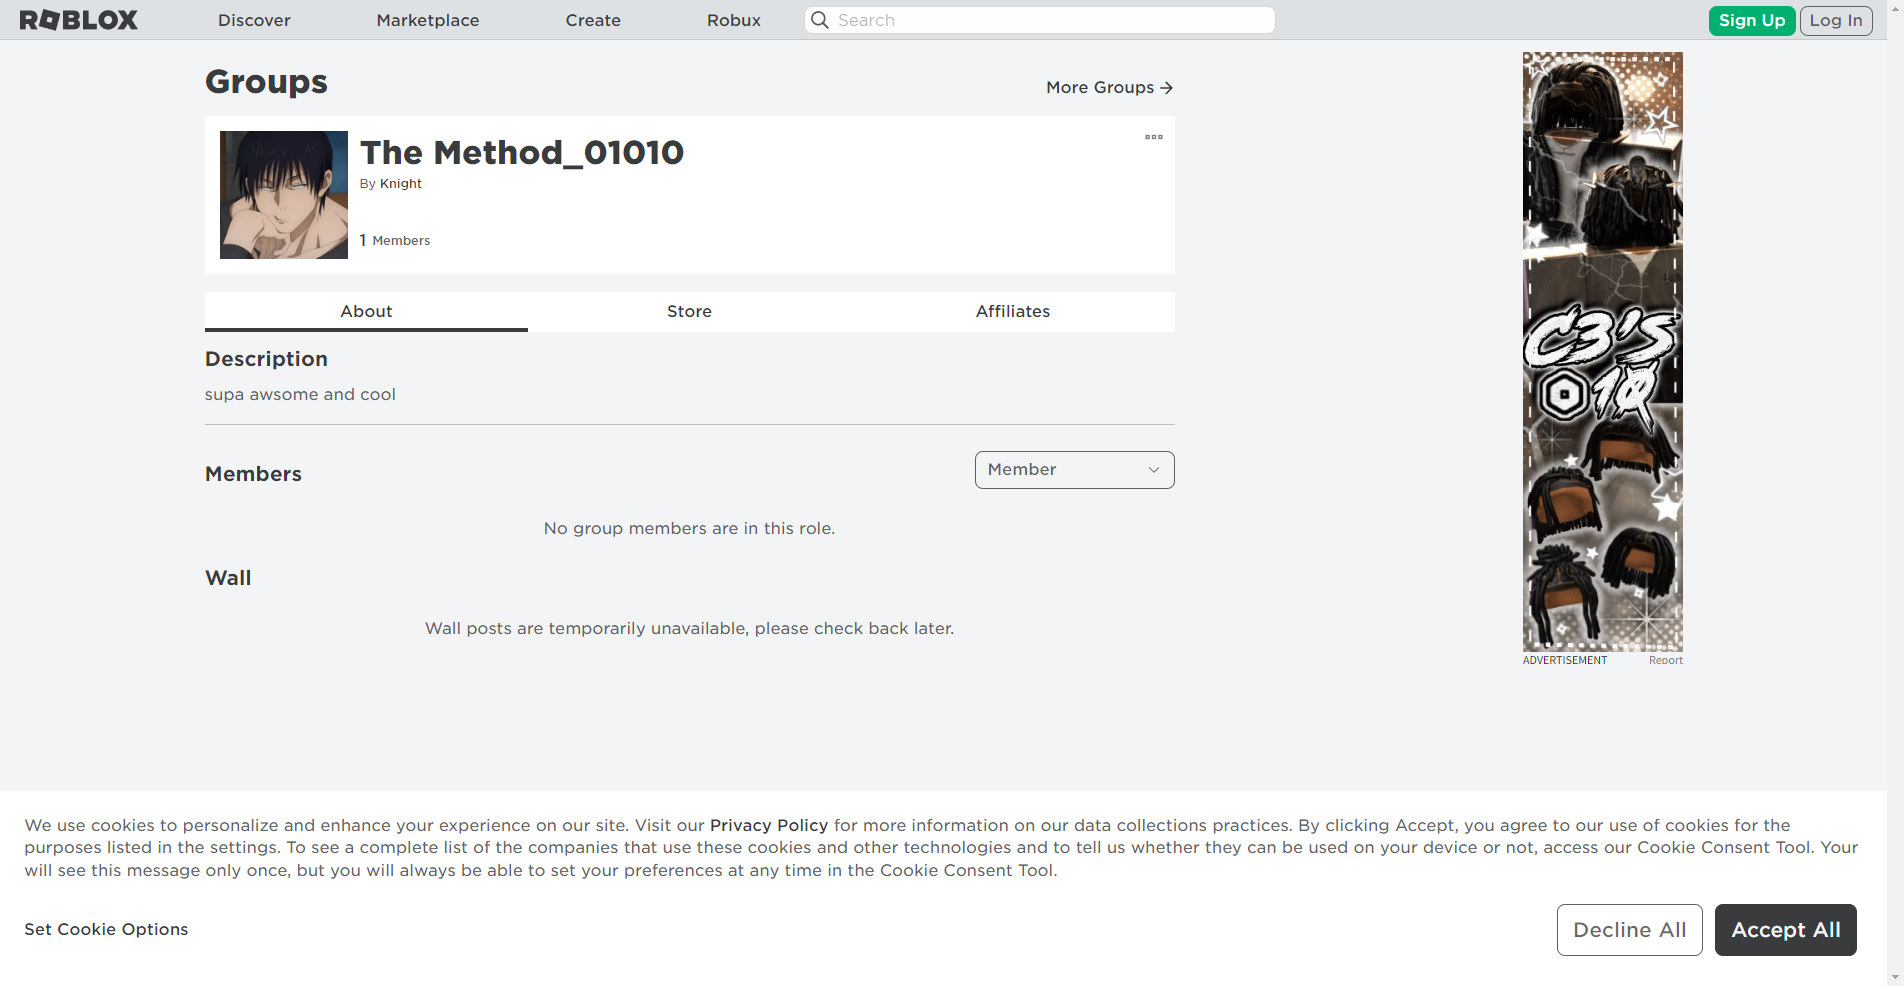 ROBLOX
Discover
Marketplace
Create
Robux
Search
Sign Up
Log In
Groups
More Groups
The Method_01010
By Knight
1 Members
About
Store
Affiliates
Description
supa awsome and cool
Members
Member
No group members are in this role.
Wall
Wall posts are temporarily unavailable, please check back later.
C3'S
10
ADVERTISEMENT
Report
We use cookies to personalize and enhance your experience on our site. Visit our Privacy Policy for more information on our data collections practices. By clicking Accept, you agree to our use of cookies for the
purposes listed in the settings. To see a complete list of the companies that use these cookies and other technologies and to tell us whether they can be used on your device or not, access our Cookie Consent Tool. Your
will see this message only once, but you will always be able to set your preferences at any time in the Cookie Consent Tool.
Set Cookie Options
Decline All
Accept All